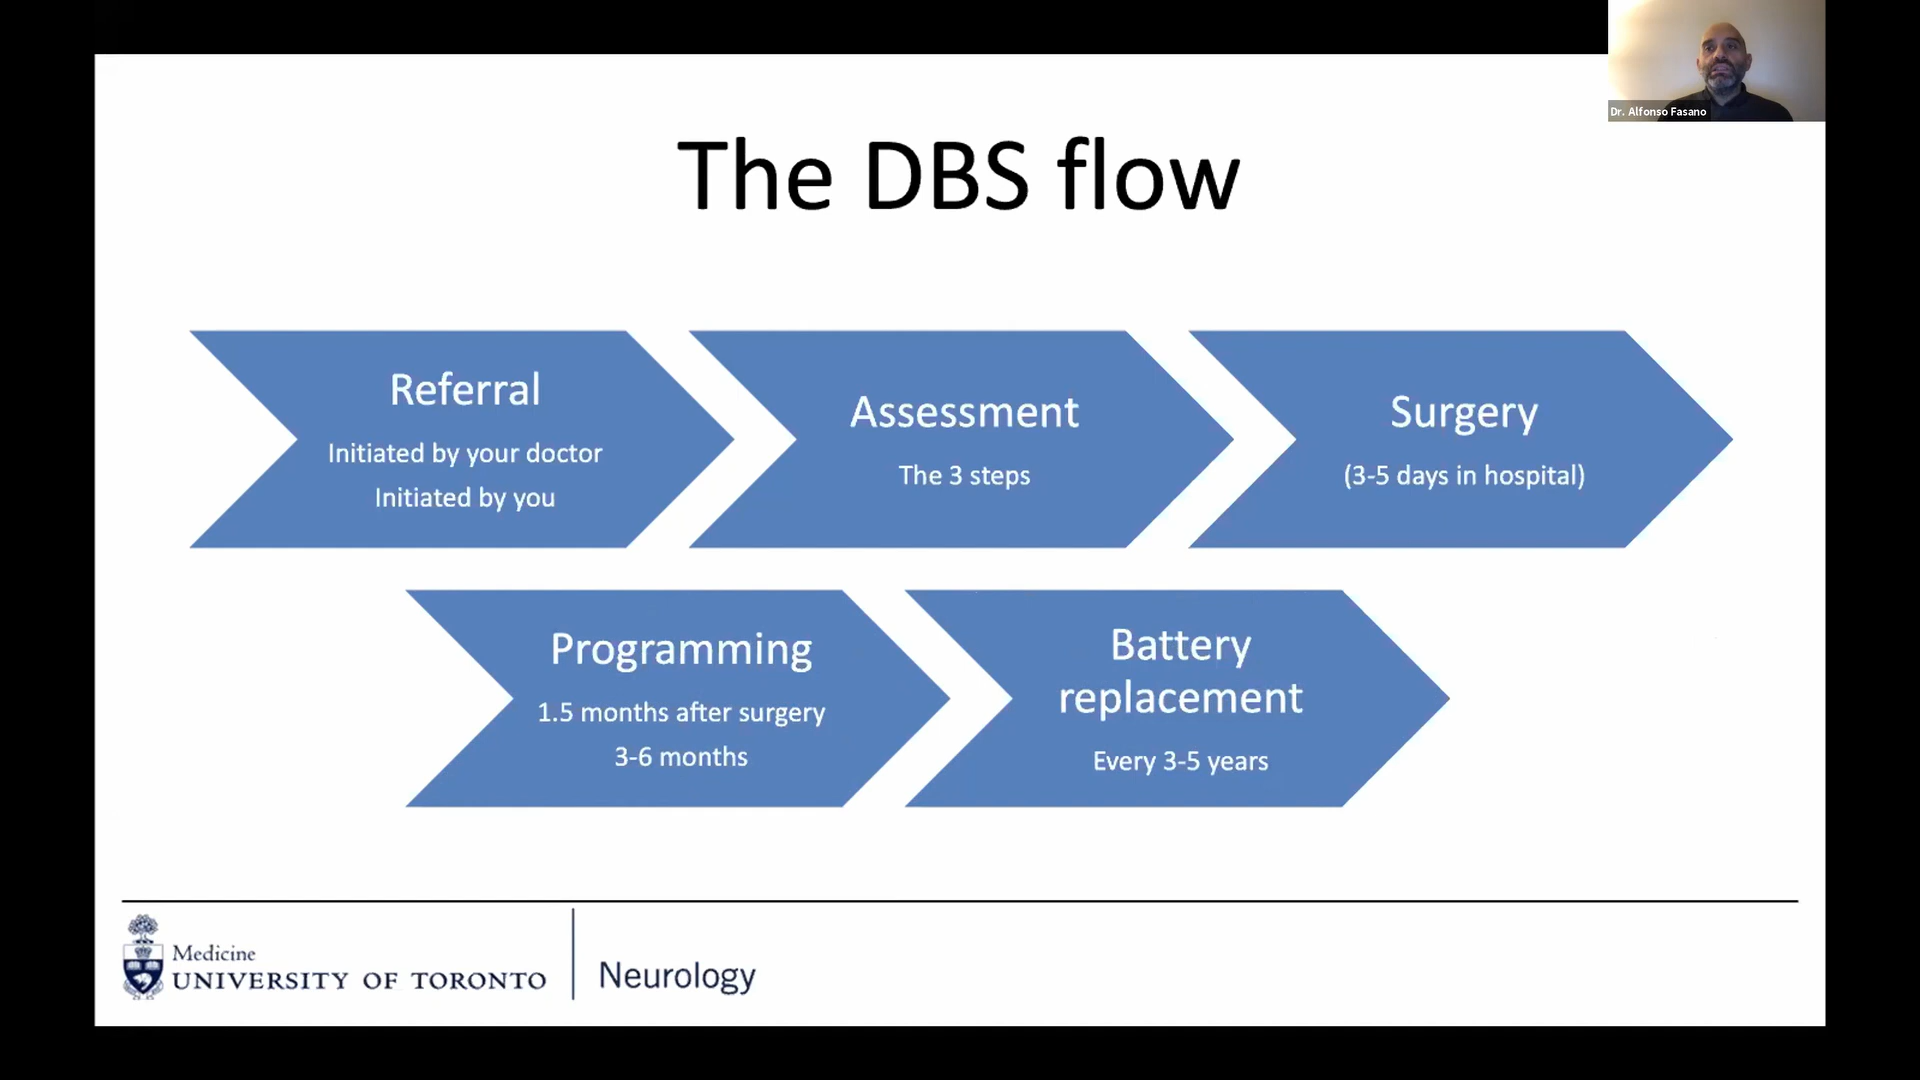 Dr. Alfonso Fasano
The DBS flow
Referral
Initiated by your doctor
Initiated by you
Assessment
The 3 steps
Surgery
(3-5 days in hospital)
Programming
1.5 months after surgery
3-6 months
Battery
replacement
Every 3-5 years
Medicine
UNIVERSITY OF TORONTO
Neurology